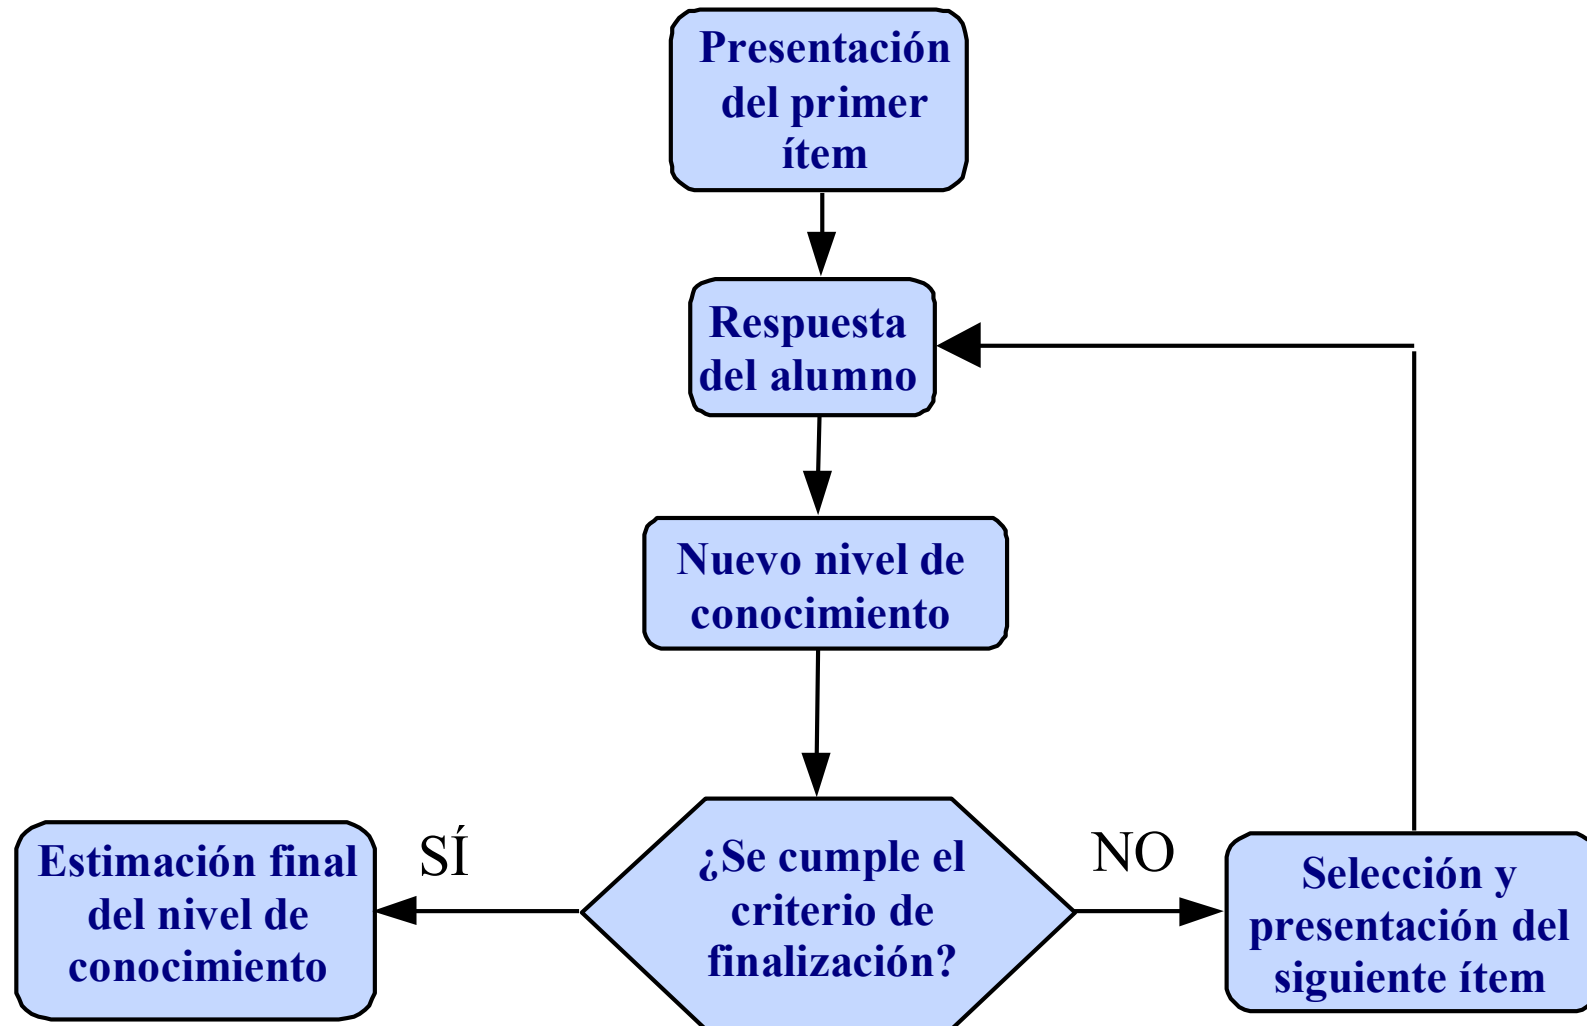 Presentación
del primer
ítem
Respuesta
del alumno
Nuevo nivel de
conocimiento
¿Se cumple el
criterio de
finalización?
SÍ
Estimación final
del nivel de
conocimiento
NO
Selección y
presentación del
siguiente ítem